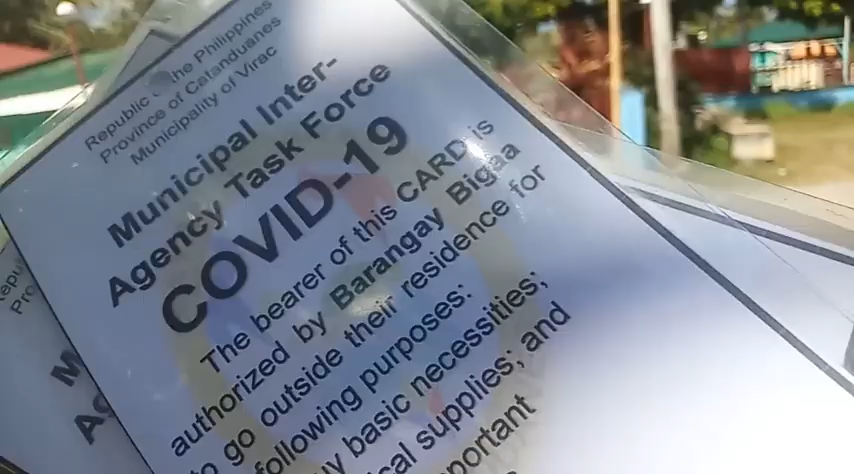 Republic the Philippines
Province of Catanduanes
Municipality of Virac
Municipal Inter-
Agency Task Force
COVID-19
The bearer of this CARD is
authorized by Barangay Bigaa
to go outside their residence for
following purposes:
basic necessities;
supplies; and